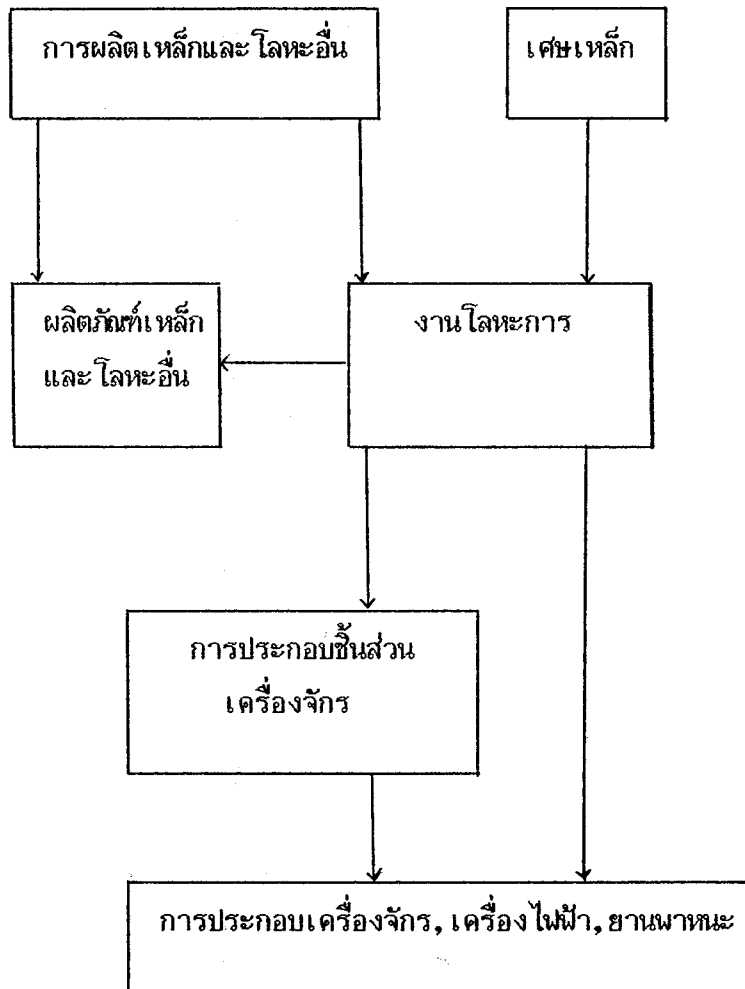 การผลิตเหล็กและโลหะอื่น
เศษเหล็ก
ผลิตภัณฑ์เหล็ก
และโลหะอื่น
งานโลหะการ
การประกอบชิ้นส่วน
เครื่องจักร
การประกอบเครื่องจักร, เครื่องไฟฟ้า, ยานพาหนะ